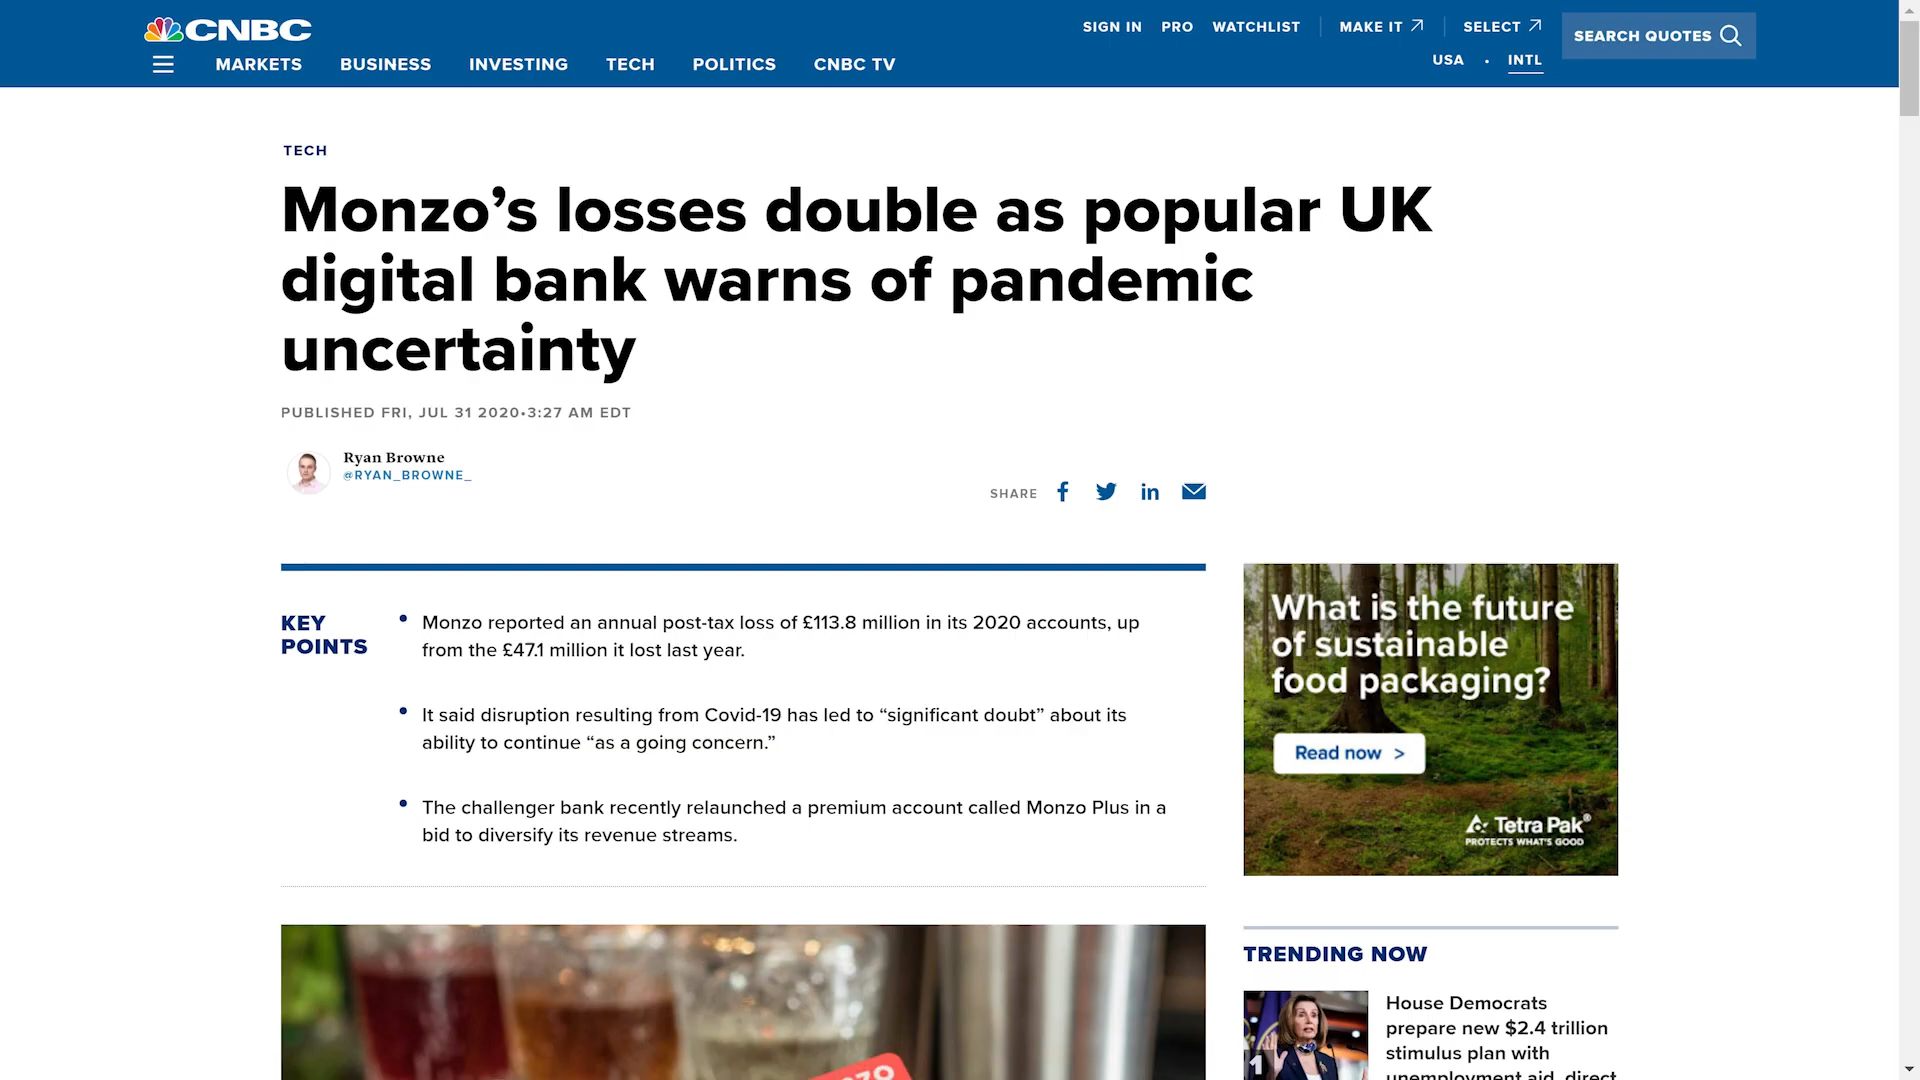 CNBC
SIGN IN PRO WATCHLIST MAKE IT SELECT
SEARCH QUOTES
USA • INTL
MARKETS BUSINESS INVESTING TECH POLITICS CNBC TV
TECH
Monzo’s losses double as popular UK
digital bank warns of pandemic
uncertainty
PUBLISHED FRI, JUL 31 2020•3:27 AM EDT
Ryan Browne
@RYAN_BROWNE_
SHARE
KEY
POINTS
• Monzo reported an annual post-tax loss of £113.8 million in its 2020 accounts, up
from the £47.1 million it lost last year.
• It said disruption resulting from Covid-19 has led to “significant doubt” about its
ability to continue “as a going concern.”
• The challenger bank recently relaunched a premium account called Monzo Plus in a
bid to diversify its revenue streams.
What is the future
of sustainable
food packaging?
Read now >
Tetra Pak®
PROTECTS WHAT'S GOOD
TRENDING NOW
1
House Democrats
prepare new $2.4 trillion
stimulus plan with
unemployment aid, direct